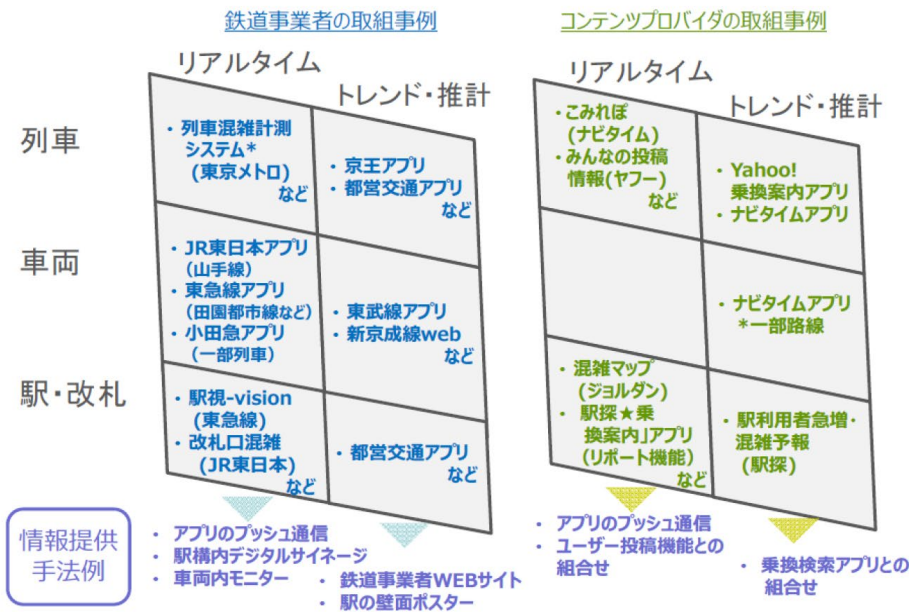 鉄道事業者の取組事例
コンテンツプロバイダの取組事例
リアルタイム
トレンド・推計
リアルタイム
トレンド・推計
列車
・列車混雑計測
システム*
(東京メトロ)
など
・京王アプリ
・都営交通アプリ
など
・こみれぽ
(ナビタイム)
・みんなの投稿
情報(ヤフー)
など
・Yahoo!
乗換案内アプリ
・ナビタイムアプリ
車両
・JR東日本アプリ
(山手線)
・東急線アプリ
(田園都市線など)
・小田急アプリ
(一部列車)
・東武線アプリ
・新京成線web
など
・ナビタイムアプリ
*一部路線
駅・改札
・駅視-vision
(東急線)
・改札口混雑
(JR東日本)
など
・都営交通アプリ
など
・混雑マップ
(ジョルダン)
・駅探★乗
換案内」アプリ
(リポート機能)
など
・駅利用者急増・
混雑予報
(駅探)
情報提供
手法例
・アプリのプッシュ通信
・駅構内デジタルサイネージ
・車両内モニター
・鉄道事業者WEBサイト
・駅の壁面ポスター
・アプリのプッシュ通信
・ユーザー投稿機能との
組合せ
・乗換検索アプリとの
組合せ